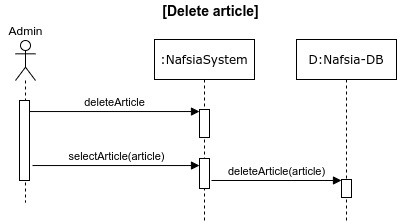 [Delete article]
Admin
:NafsiaSystem
D:Nafsia-DB
deleteArticle
selectArticle(article)
deleteArticle(article)